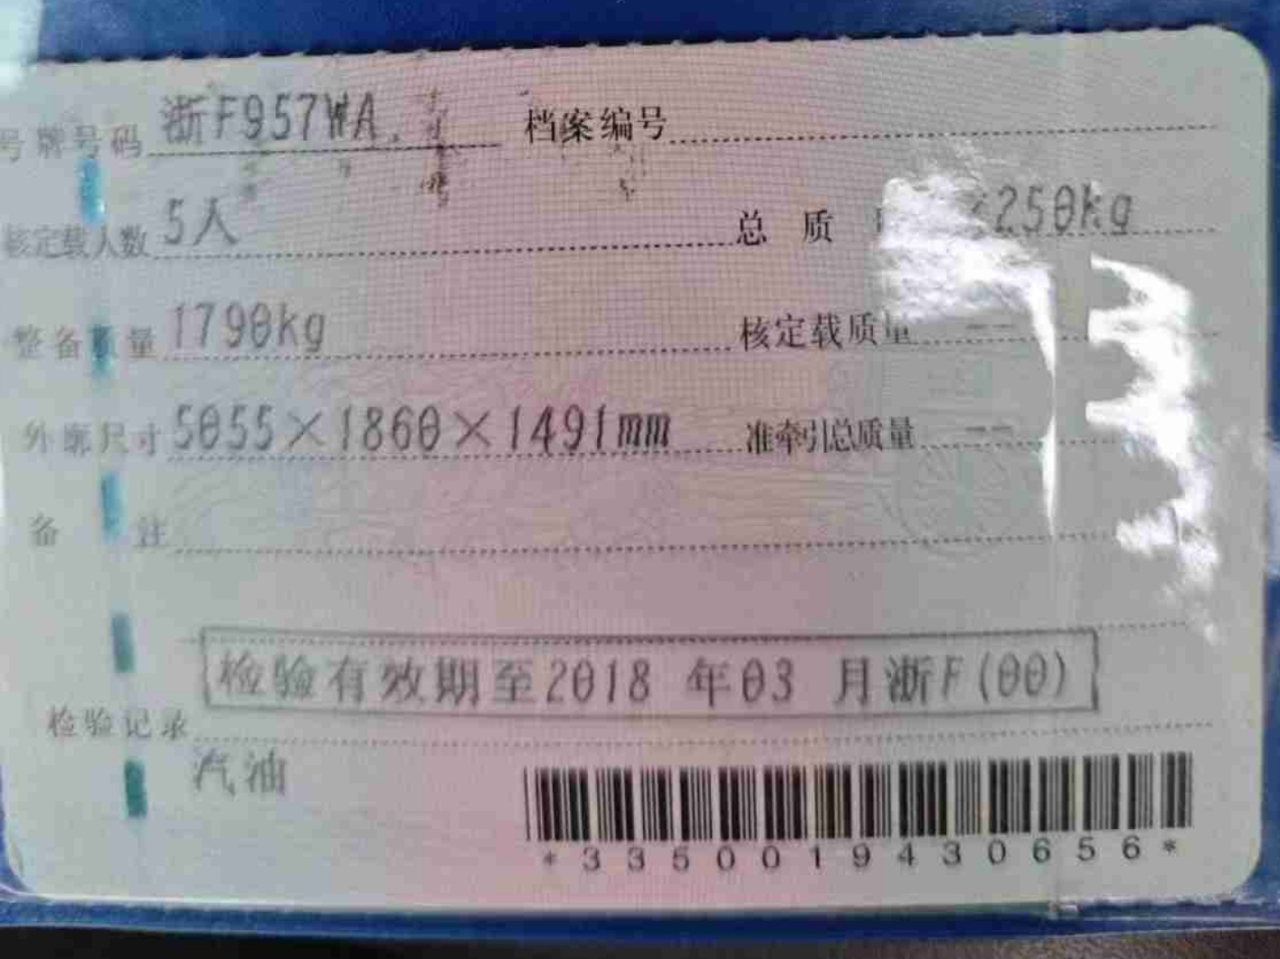 号牌号码 浙F957WA 档案编号
核定载人数 5人 总质 250kg
整备质量 1790kg 核定载质量 --
外廓尺寸 5055×1860×1491mm 准牵引总质量 --
备注
检验有效期至2018 年03 月浙F(00)
检验记录
汽油
*3350019430656*